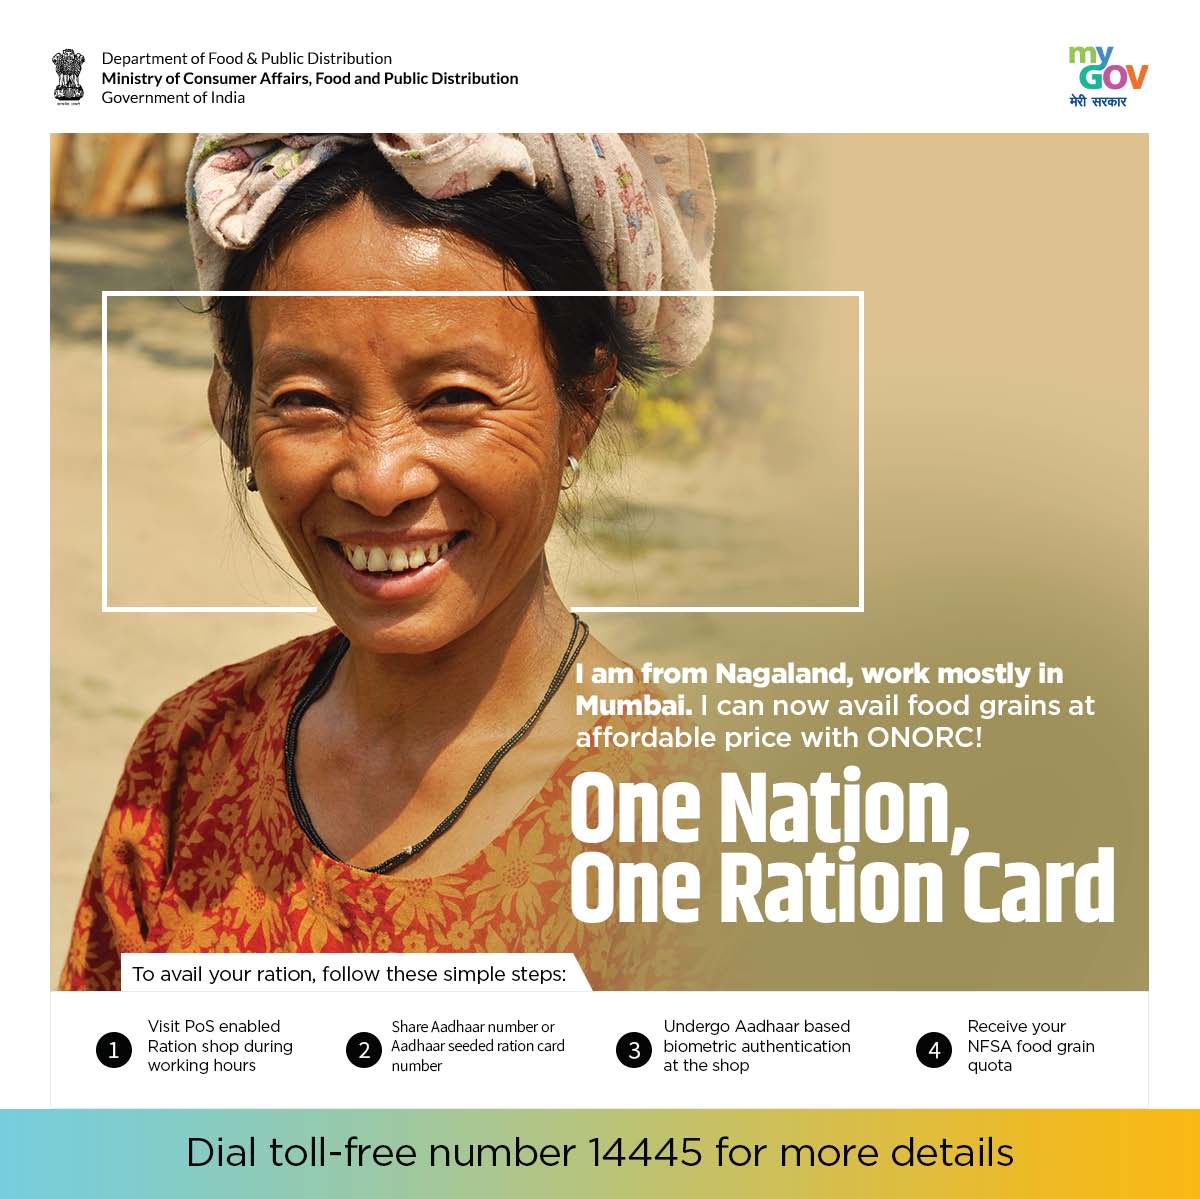 Department of Food & Public Distribution
Ministry of Consumer Affairs, Food and Public Distribution
Government of India
my
GOV
मेरी सरकार
I am from Nagaland, work mostly in
Mumbai. I can now avail food grains at
affordable price with ONORC!
One Nation,
One Ration Card
To avail your ration, follow these simple steps:
1
Visit PoS enabled
Ration shop during
working hours
2
Share Aadhaar number or
Aadhaar seeded ration card
number
3
Undergo Aadhaar based
biometric authentication
at the shop
4
Receive your
NFSA food grain
quota
Dial toll-free number 14445 for more details